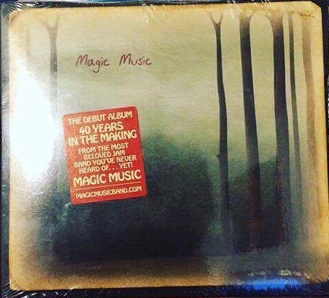 Magic Music
THE DEBUT ALBUM
40 YEARS
IN THE MAKING
FROM THE MOST
BELOVED JAM
BAND YOU'VE NEVER
HEARD OF. . . YET!
MAGIC MUSIC
MAGICMUSICBAND.COM